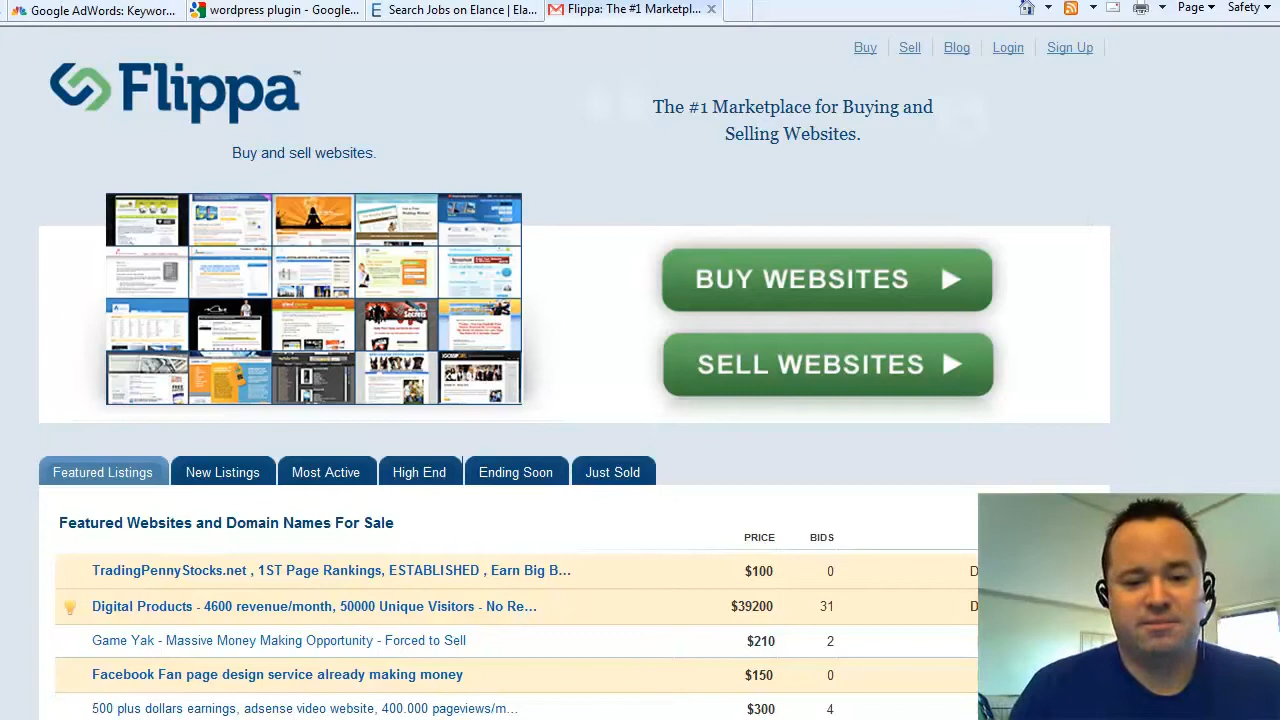 Google AdWords: Keywor...
wordpress plugin - Google...
Search Jobs on Elance | Ela...
Flippa: The #1 Marketpl...
Page
Safety
Buy
Sell
Blog
Login
Sign Up
Flippa™
The #1 Marketplace for Buying and
Selling Websites.
Buy and sell websites.
BUY WEBSITES
SELL WEBSITES
Featured Listings
New Listings
Most Active
High End
Ending Soon
Just Sold
Featured Websites and Domain Names For Sale
PRICE BIDS
TradingPennyStocks.net , 1ST Page Rankings, ESTABLISHED , Earn Big B... $100 0 D
Digital Products - 4600 revenue/month, 50000 Unique Visitors - No Re... $39200 31 D
Game Yak - Massive Money Making Opportunity - Forced to Sell $210 2
Facebook Fan page design service already making money $150 0
500 plus dollars earnings, adsense video website, 400.000 pageviews/m... $300 4